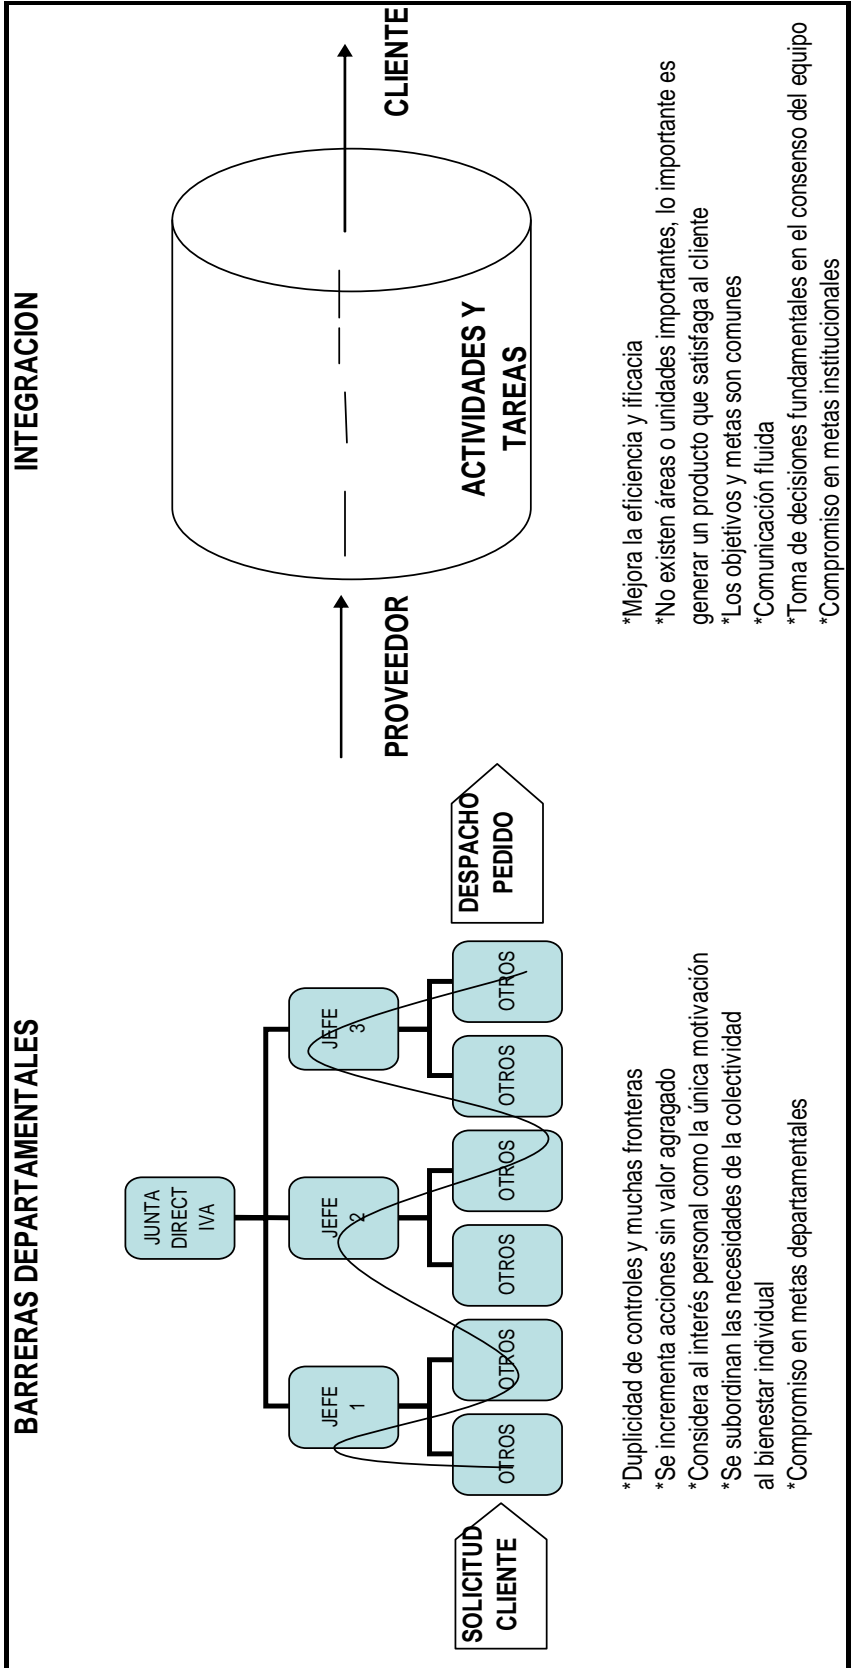 BARRERAS DEPARTAMENTALES
JUNTA
DIRECT
IVA
JEFE
1
JEFE
2
JEFE
3
OTROS
OTROS
OTROS
OTROS
OTROS
OTROS
SOLICITUD
CLIENTE
DESPACHO
PEDIDO
*Duplicidad de controles y muchas fronteras
*Se incrementa acciones sin valor agragado
*Considera al interés personal como la única motivación
*Se subordinan las necesidades de la colectividad
al bienestar individual
*Compromiso en metas departamentales
INTEGRACION
PROVEEDOR
ACTIVIDADES Y
TAREAS
CLIENTE
*Mejora la eficiencia y ificacia
*No existen áreas o unidades importantes, lo importante es
generar un producto que satisfaga al cliente
*Los objetivos y metas son comunes
*Comunicación fluida
*Toma de decisiones fundamentales en el consenso del equipo
*Compromiso en metas institucionales